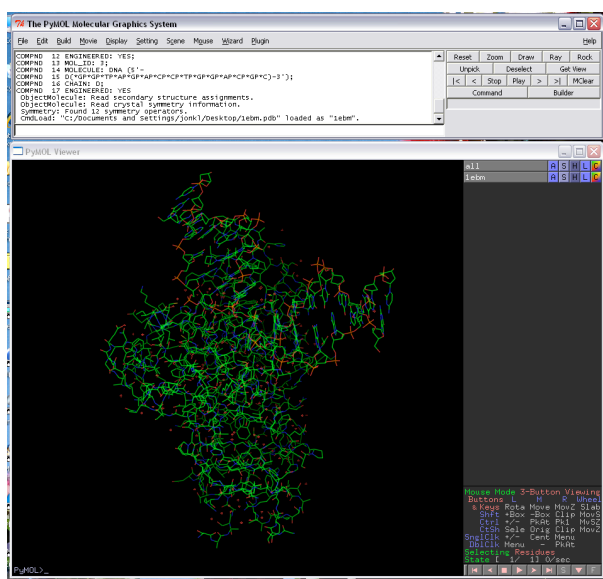 The PyMOL Molecular Graphics System
File Edit Build Movie Display Setting Scene Mouse Wizard Plugin Help
COMPND 12 ENGINEERED: YES;
COMPND 13 MOL_ID: 3;
COMPND 14 MOLECULE: DNA (5'-
COMPND 15 D(*GP*GP*TP*AP*GP*AP*CP*CP*TP*GP*GP*AP*CP*GP*C)-3');
COMPND 16 CHAIN: D;
COMPND 17 ENGINEERED: YES
ObjectMolecule: Read secondary structure assignments.
ObjectMolecule: Read crystal symmetry information.
Symmetry: Found 12 symmetry operators.
CmdLoad: "C:/Documents and Settings/jonkl/Desktop/1ebm.pdb" loaded as "1ebm".
Reset Zoom Draw Ray Rock
Unpick Deselect Get View
|< < Stop Play > >| MClear
Command Builder
PyMOL Viewer
all A S H L C
1ebm A S H L C
Mouse Mode 3-Button Viewing
Buttons L M R Wheel
& Keys Rota Move MovZ Slab
Shft +Box -Box Clip MovS
Ctrl +/- PkAt Pk1 MvSZ
CtSh Sele Orig Clip MovZ
SnglClk +/- Cent Menu
DblClk Menu - PkAt
Selecting Residues
State [ 1/ 1] 0/sec
S F
PyMOL>_